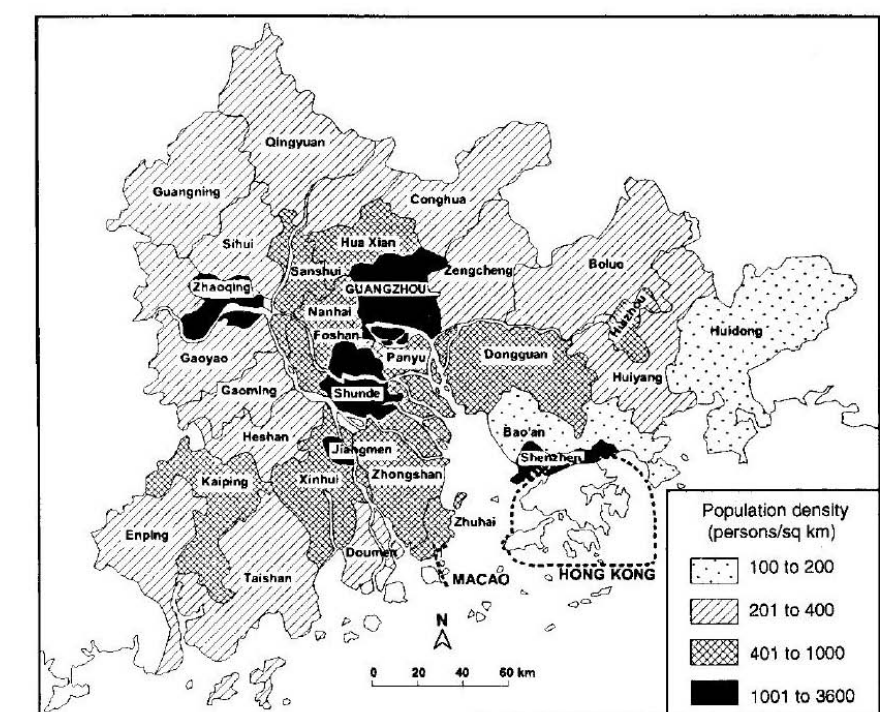 Qingyuan
Guangning
Conghua
Sihui
Hua Xian
Sanshui
Zengcheng
Boluo
Zhaoqing
GUANGZHOU
Nanhai
Huizhou
Huidong
Foshan
Panyu
Dongguan
Gaoyao
Huiyang
Gaoming
Shunde
Heshan
Bao'an
Jiangmen
Shenzhen
Kaiping
Xinhui
Zhongshan
Enping
Zhuhai
Doumen
Taishan
MACAO
HONG KONG
N
0 20 40 60 km
Population density
(persons/sq km)
100 to 200
201 to 400
401 to 1000
1001 to 3600